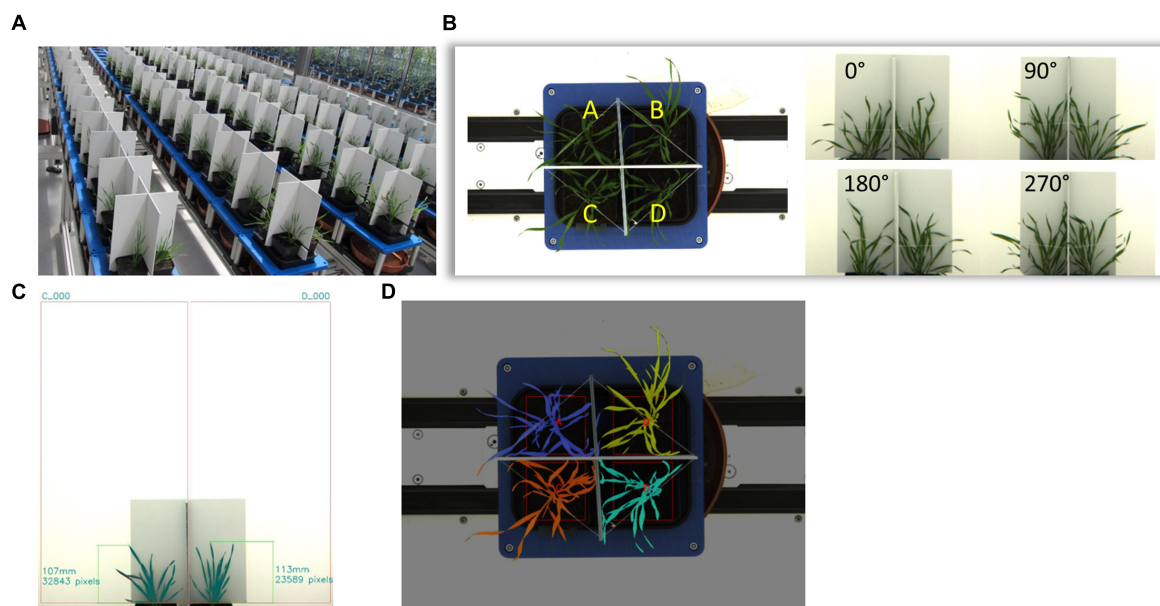 A
B
A B
C D
0°
90°
180°
270°
C
D
C_000
D_000
107mm
32843 pixels
113mm
23589 pixels